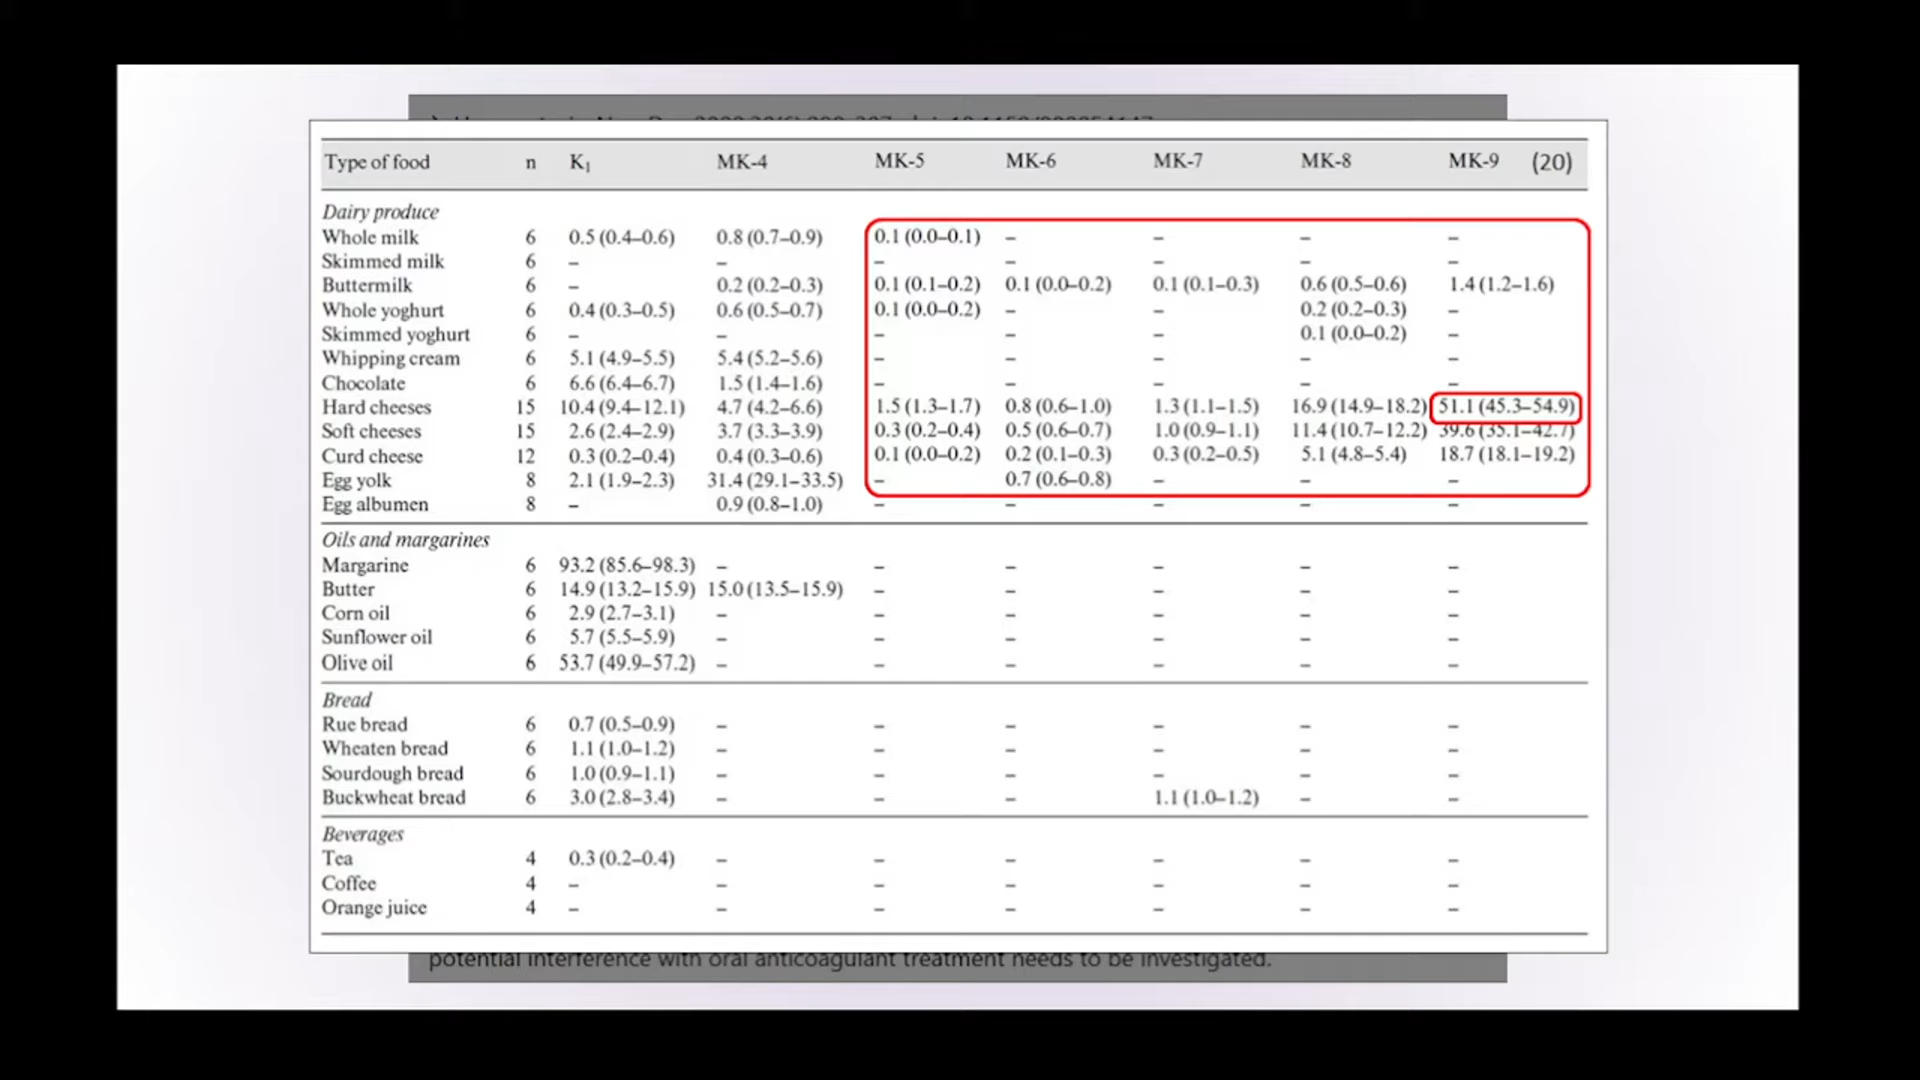 Type of food n K1 MK-4 MK-5 MK-6 MK-7 MK-8 MK-9 (20)
Dairy produce
Whole milk 6 0.5 (0.4–0.6) 0.8 (0.7–0.9) 0.1 (0.0–0.1) – – – –
Skimmed milk 6 – – – – – – –
Buttermilk 6 – 0.2 (0.2–0.3) 0.1 (0.1–0.2) 0.1 (0.0–0.2) 0.1 (0.1–0.3) 0.6 (0.5–0.6) 1.4 (1.2–1.6)
Whole yoghurt 6 0.4 (0.3–0.5) 0.6 (0.5–0.7) 0.1 (0.0–0.2) – – 0.2 (0.2–0.3) –
Skimmed yoghurt 6 – – – – – 0.1 (0.0–0.2) –
Whipping cream 6 5.1 (4.9–5.5) 5.4 (5.2–5.6) – – – – –
Chocolate 6 6.6 (6.4–6.7) 1.5 (1.4–1.6) – – – – –
Hard cheeses 15 10.4 (9.4–12.1) 4.7 (4.2–6.6) 1.5 (1.3–1.7) 0.8 (0.6–1.0) 1.3 (1.1–1.5) 16.9 (14.9–18.2) 51.1 (45.3–54.9)
Soft cheeses 15 2.6 (2.4–2.9) 3.7 (3.3–3.9) 0.3 (0.2–0.4) 0.5 (0.6–0.7) 1.0 (0.9–1.1) 11.4 (10.7–12.2) 39.6 (35.1–42.7)
Curd cheese 12 0.3 (0.2–0.4) 0.4 (0.3–0.6) 0.1 (0.0–0.2) 0.2 (0.1–0.3) 0.3 (0.2–0.5) 5.1 (4.8–5.4) 18.7 (18.1–19.2)
Egg yolk 8 2.1 (1.9–2.3) 31.4 (29.1–33.5) – 0.7 (0.6–0.8) – – –
Egg albumen 8 – 0.9 (0.8–1.0) – – – – –
Oils and margarines
Margarine 6 93.2 (85.6–98.3) – – – – – –
Butter 6 14.9 (13.2–15.9) 15.0 (13.5–15.9) – – – – –
Corn oil 6 2.9 (2.7–3.1) – – – – – –
Sunflower oil 6 5.7 (5.5–5.9) – – – – – –
Olive oil 6 53.7 (49.9–57.2) – – – – – –
Bread
Rue bread 6 0.7 (0.5–0.9) – – – – – –
Wheaten bread 6 1.1 (1.0–1.2) – – – – – –
Sourdough bread 6 1.0 (0.9–1.1) – – – – – –
Buckwheat bread 6 3.0 (2.8–3.4) – – – 1.1 (1.0–1.2) – –
Beverages
Tea 4 0.3 (0.2–0.4) – – – – – –
Coffee 4 – – – – – – –
Orange juice 4 – – – – – – –
potential interference with oral anticoagulant treatment needs to be investigated.